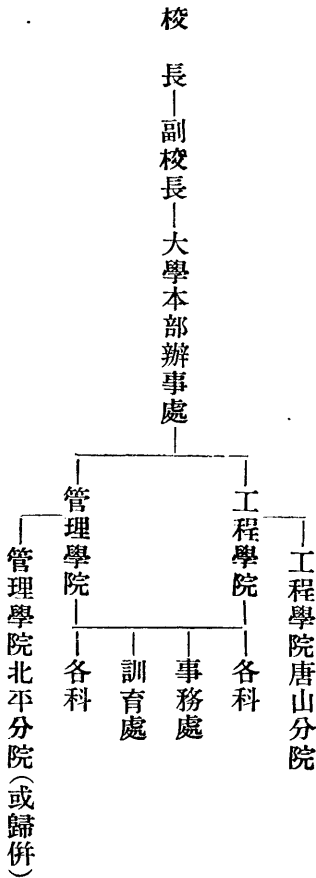 校長—副校長—大學本部辦事處
工程學院唐山分院
工程學院
管理學院
管理學院北平分院(或歸併)
各科
事務處
訓育處
各科